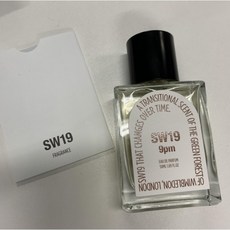 SW19
FRAGRANCE
A TRANSITIONAL SCENT OF THE GREEN FOREST
OF WIMBLEDON, LONDON
SW19 THAT CHANGES OVER TIME.
SW19
9pm
EAU DE PARFUM